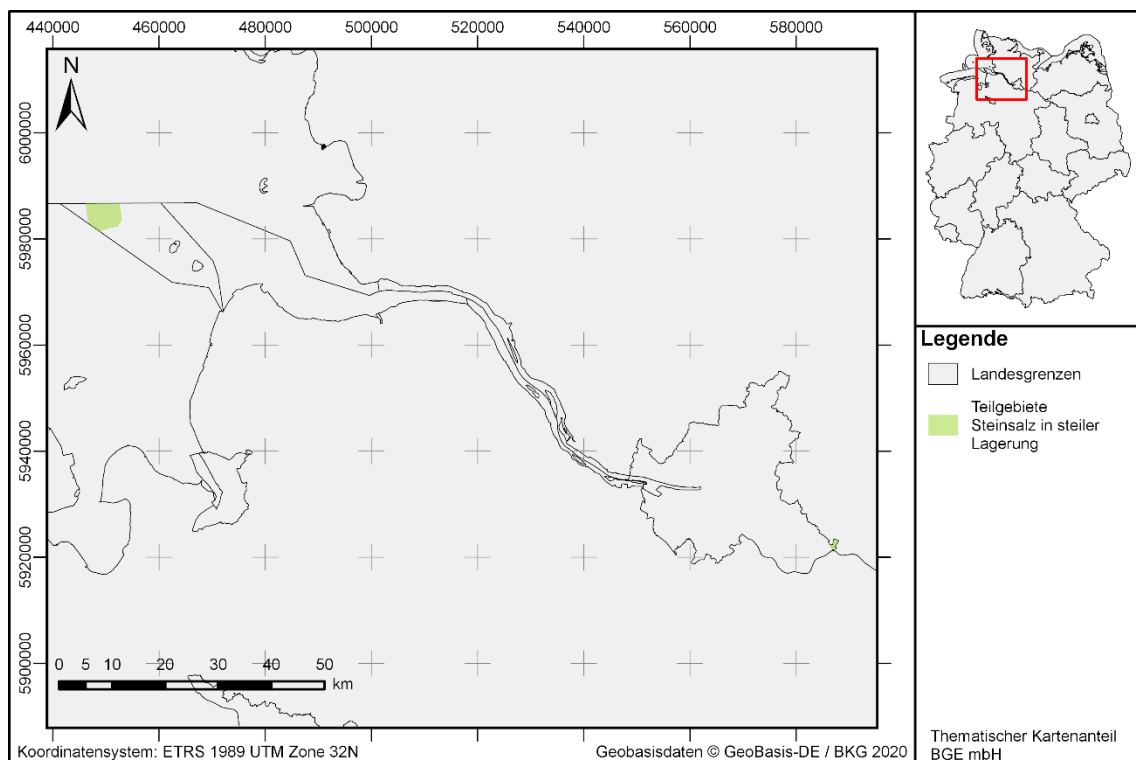 440000 460000 480000 500000 520000 540000 560000 580000
N
6000000
5980000
5960000
5940000
5920000
5900000
0 5 10 20 30 40 50
km
Koordinatensystem: ETRS 1989 UTM Zone 32N
Geobasisdaten © GeoBasis-DE / BKG 2020
Legende
Landesgrenzen
Teilgebiete
Steinsalz in steiler
Lagerung
Thematischer Kartenanteil
BGE mbH